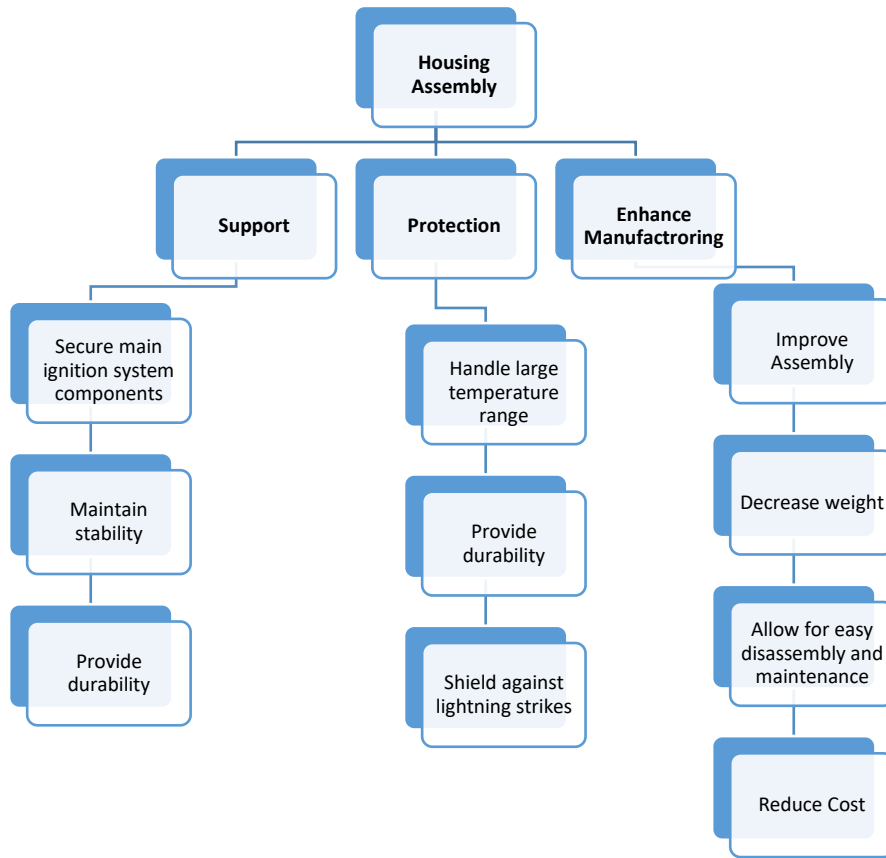 Housing
Assembly
Support
Protection
Enhance
Manufactroring
Secure main
ignition system
components
Maintain
stability
Provide
durability
Handle large
temperature
range
Provide
durability
Shield against
lightning strikes
Improve
Assembly
Decrease weight
Allow for easy
disassembly and
maintenance
Reduce Cost